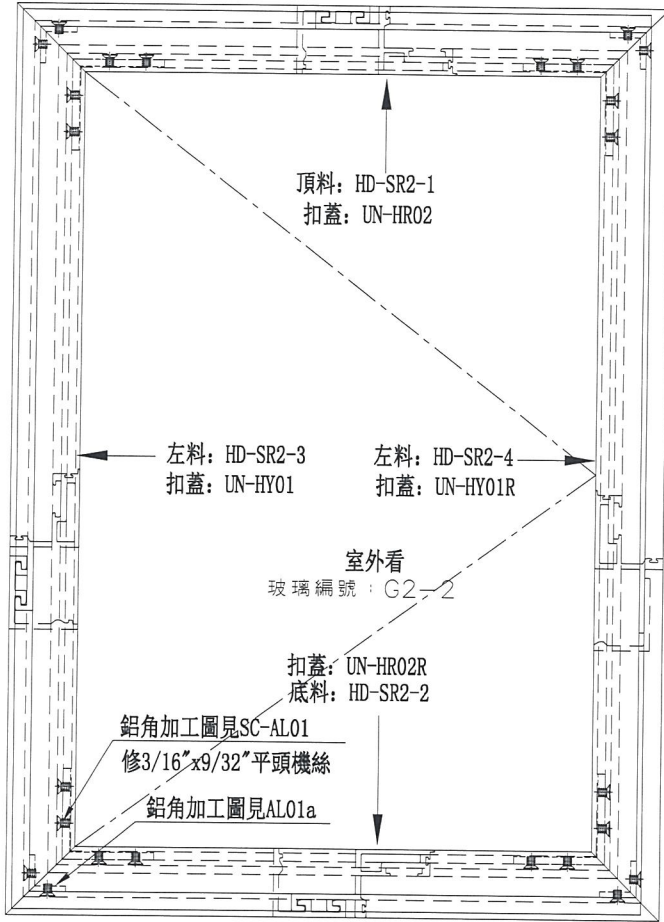 頂料: HD-SR2-1
扣蓋: UN-HR02
左料: HD-SR2-3
扣蓋: UN-HY01
左料: HD-SR2-4
扣蓋: UN-HY01R
室外看
玻璃編號：G2-2
扣蓋: UN-HR02R
底料: HD-SR2-2
鋁角加工圖見SC-AL01
修3/16"x9/32"平頭機絲
鋁角加工圖見AL01a